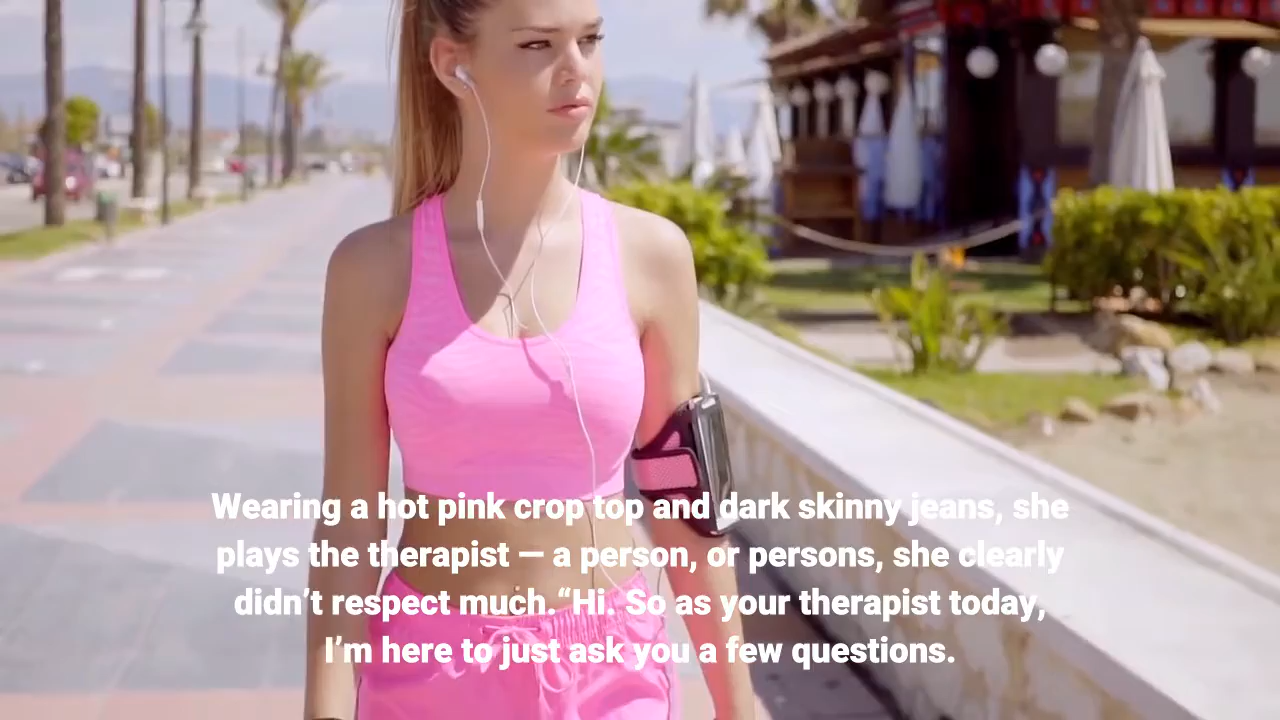 Wearing a hot pink crop top and dark skinny jeans, she
plays the therapist — a person, or persons, she clearly
didn’t respect much.“Hi. So as your therapist today,
I’m here to just ask you a few questions.